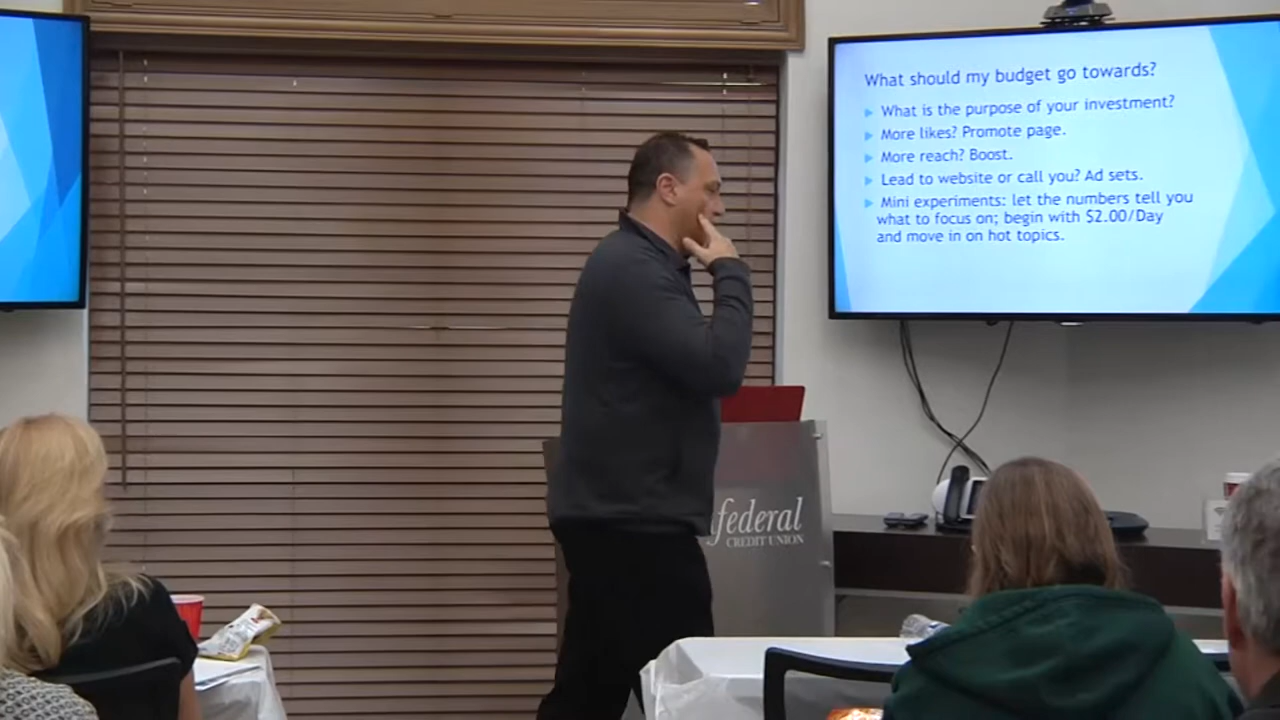 What should my budget go towards?
What is the purpose of your investment?
More likes? Promote page.
More reach? Boost.
Lead to website or call you? Ad sets.
Mini experiments: let the numbers tell you
what to focus on; begin with $2.00/Day
and move in on hot topics.
federal
CREDIT UNION